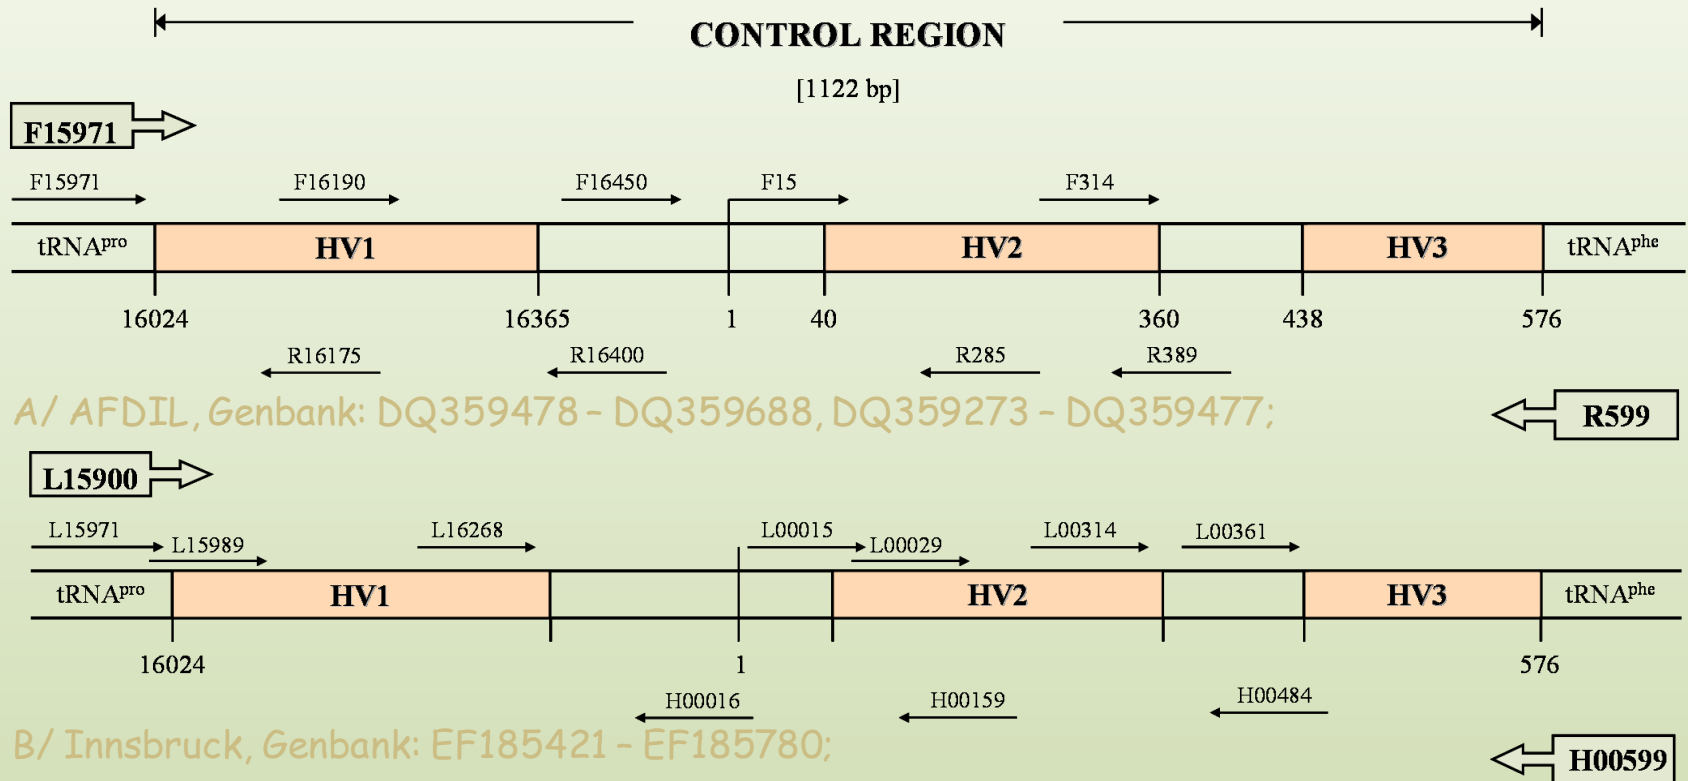 CONTROL REGION
[1122 bp]
F15971
F15971 F16190 F16450 F15 F314
tRNAᵖʳᵒ HV1 HV2 HV3 tRNAᵖʰᵉ
16024 16365 1 40 360 438 576
R16175 R16400 R285 R389
A/ AFDIL, Genbank: DQ359478 – DQ359688, DQ359273 – DQ359477;
R599
L15900
L15971 L15989 L16268 L00015 L00029 L00314 L00361
tRNAᵖʳᵒ HV1 HV2 HV3 tRNAᵖʰᵉ
16024 1 576
H00016 H00159 H00484
B/ Innsbruck, Genbank: EF185421 – EF185780;
H00599